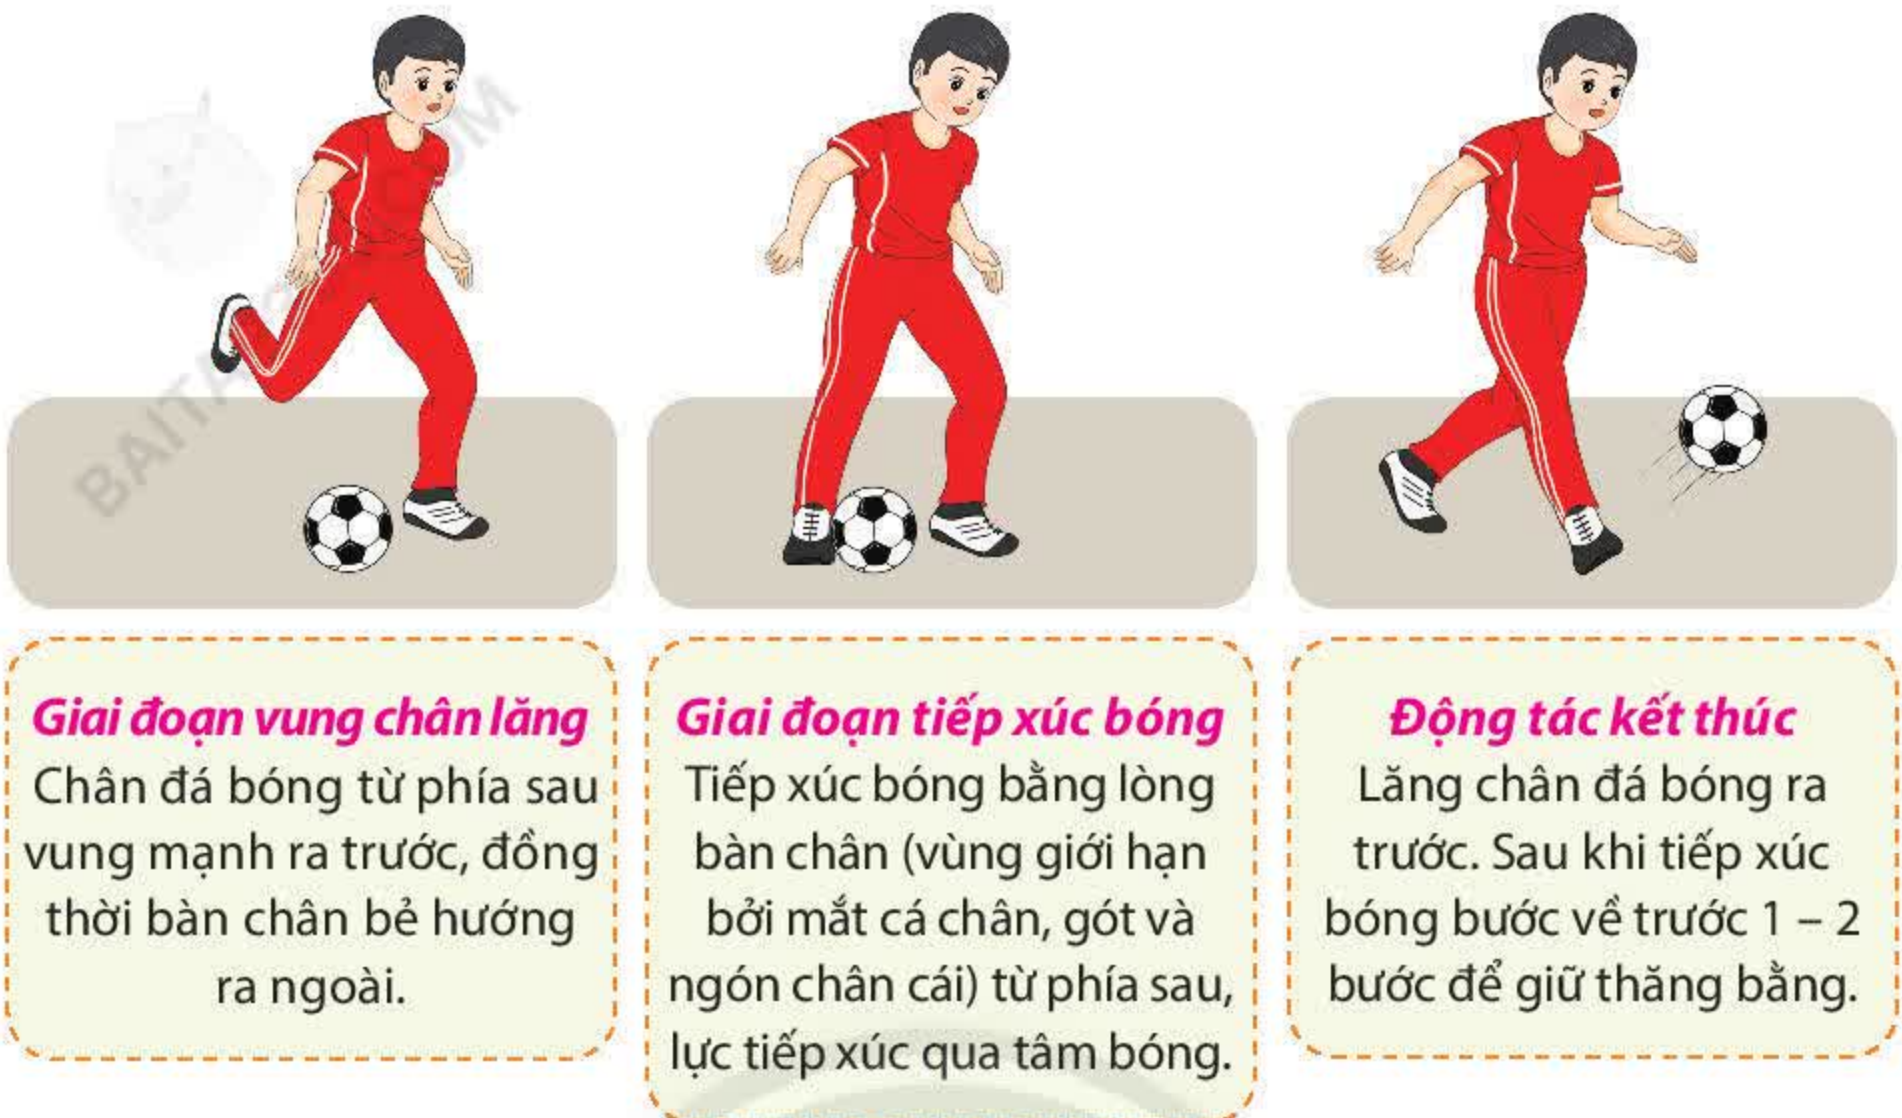 Giai đoạn vung chân lăng
Chân đá bóng từ phía sau
vung mạnh ra trước, đồng
thời bàn chân bẻ hướng
ra ngoài.
Giai đoạn tiếp xúc bóng
Tiếp xúc bóng bằng lòng
bàn chân (vùng giới hạn
bởi mắt cá chân, gót và
ngón chân cái) từ phía sau,
lực tiếp xúc qua tâm bóng.
Động tác kết thúc
Lăng chân đá bóng ra
trước. Sau khi tiếp xúc
bóng bước về trước 1 – 2
bước để giữ thăng bằng.